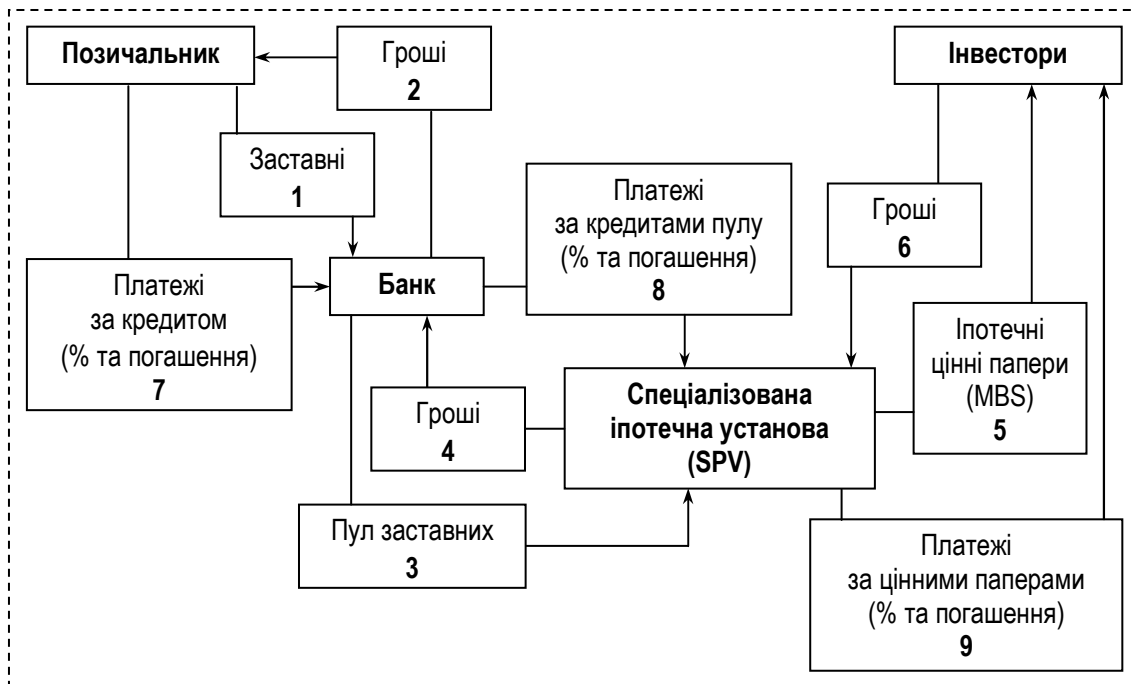 Позичальник
Гроші
2
Інвестори
Заставні
1
Платежі
за кредитами пулу
(% та погашення)
8
Гроші
6
Платежі
за кредитом
(% та погашення)
7
Банк
Іпотечні
цінні папери
(MBS)
5
Гроші
4
Спеціалізована
іпотечна установа
(SPV)
Пул заставних
3
Платежі
за цінними паперами
(% та погашення)
9